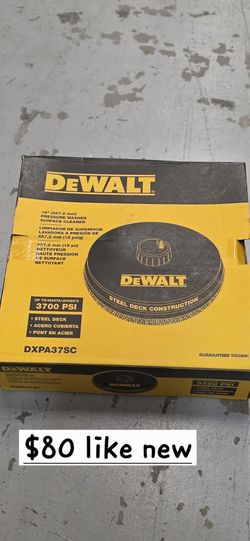 DEWALT
18" (457,2 mm)
PRESSURE WASHER
SURFACE CLEANER
LIMPIADOR DE SUPERFICIE
LAVADORA A PRESIÓN DE
457,2 mm (18 pulg)
457,2 mm (18 po)
NETTOYEUR
HAUTE PRESSION
DE SURFACE
NETTOYANT
DEWALT
STEEL DECK CONSTRUCTION
UP TO/HASTA/JUSQU'À
3700 PSI
• STEEL DECK
• ACERO CUBIERTA
• PONT EN ACIER
DXPA37SC
GUARANTEED TOUGH
DEWALT
3700 PSI
$80 like new